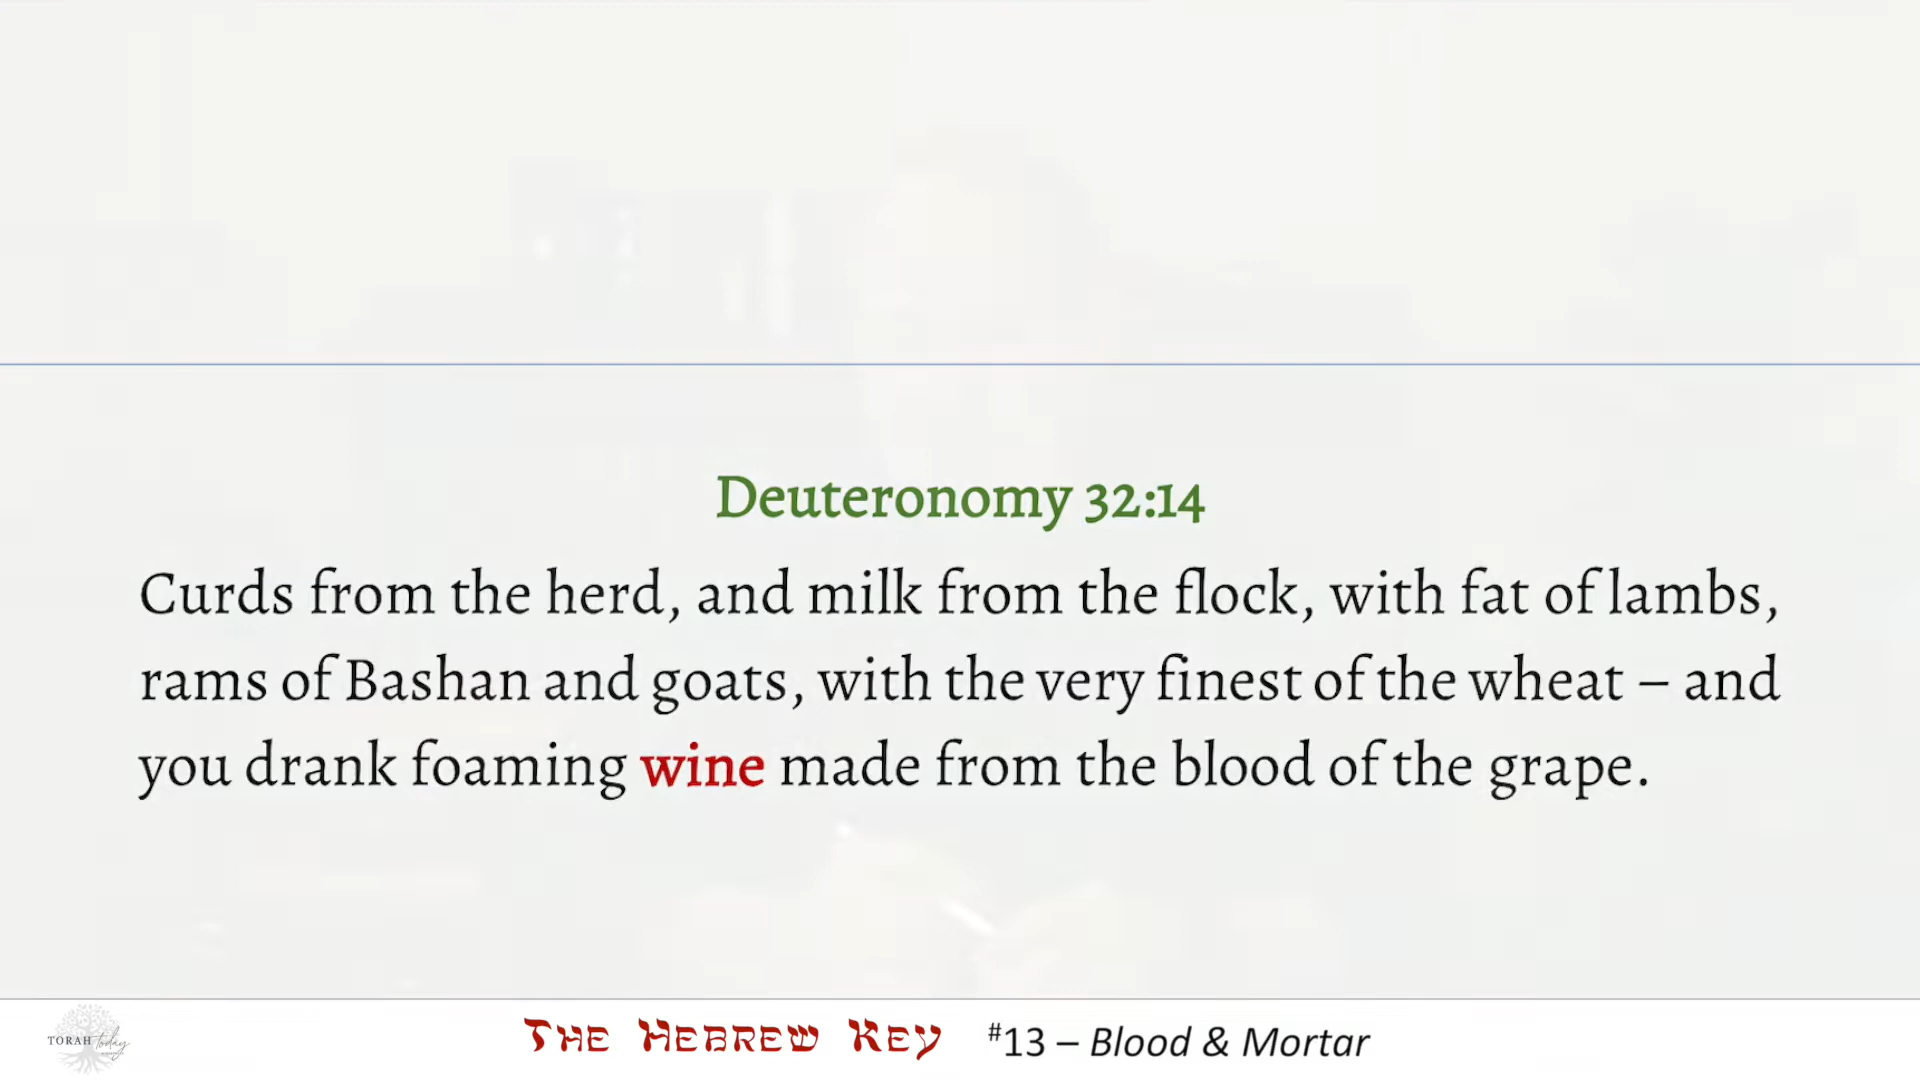 Deuteronomy 32:14
Curds from the herd, and milk from the flock, with fat of lambs,
rams of Bashan and goats, with the very finest of the wheat – and
you drank foaming wine made from the blood of the grape.
TORAH today
THE HEBREW KEY #13 – Blood & Mortar